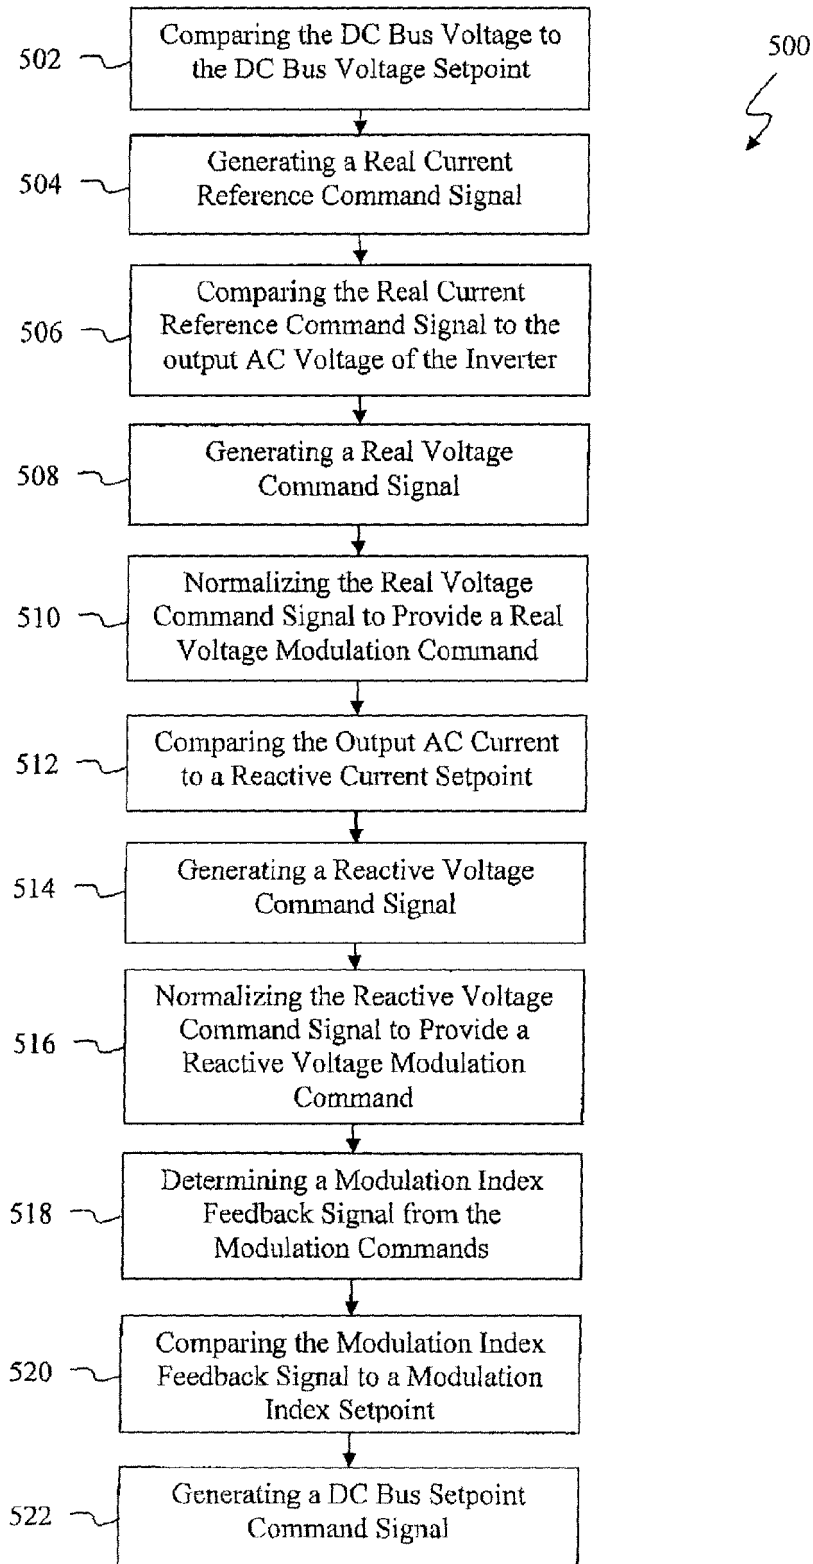 502
Comparing the DC Bus Voltage to
the DC Bus Voltage Setpoint
500
504
Generating a Real Current
Reference Command Signal
506
Comparing the Real Current
Reference Command Signal to the
output AC Voltage of the Inverter
508
Generating a Real Voltage
Command Signal
510
Normalizing the Real Voltage
Command Signal to Provide a Real
Voltage Modulation Command
512
Comparing the Output AC Current
to a Reactive Current Setpoint
514
Generating a Reactive Voltage
Command Signal
516
Normalizing the Reactive Voltage
Command Signal to Provide a
Reactive Voltage Modulation
Command
518
Determining a Modulation Index
Feedback Signal from the
Modulation Commands
520
Comparing the Modulation Index
Feedback Signal to a Modulation
Index Setpoint
522
Generating a DC Bus Setpoint
Command Signal